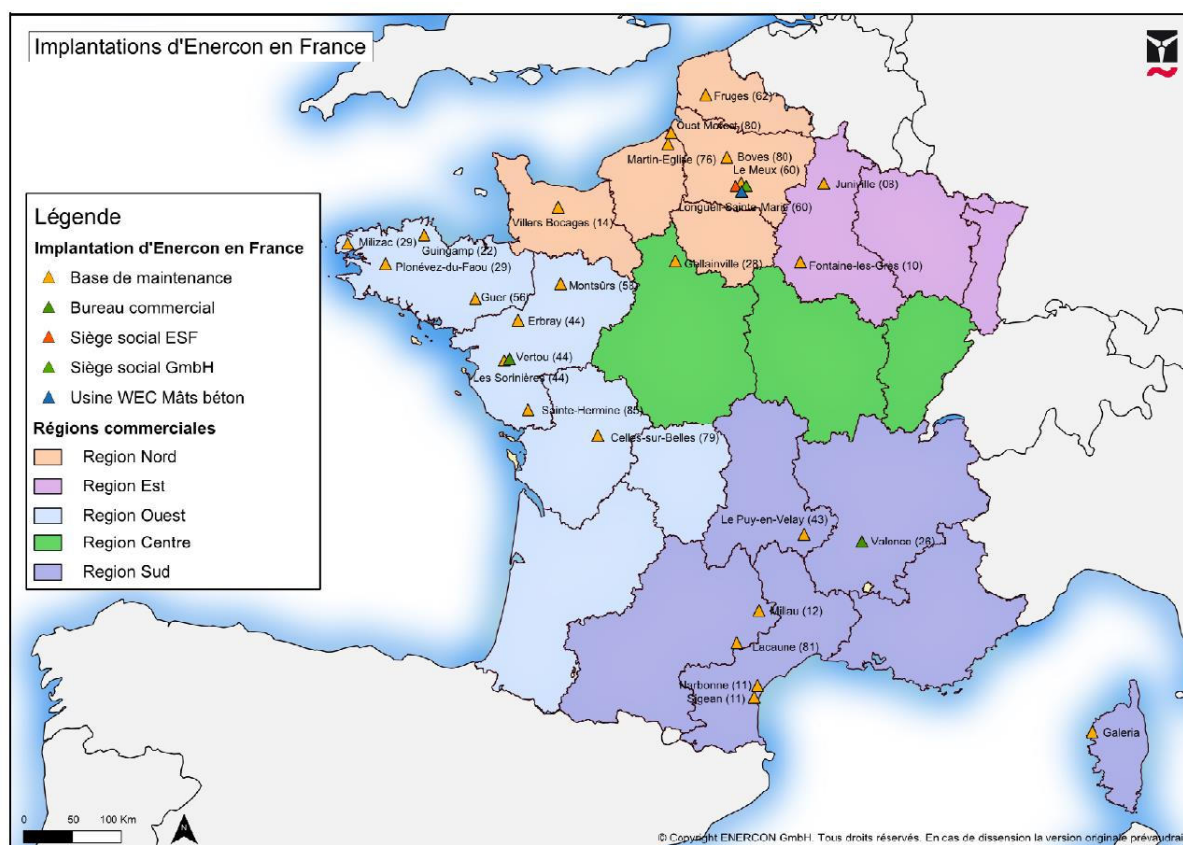 Implantations d'Enercon en France
Fruges (62)
Quot Motest (80)
Martin-Eglise (76)
Boves (80)
Le Meux (60)
Juniville (08)
Longueil-Sainte-Marie (60)
Villers Bocages (14)
Milizac (29)
Guingamp (22)
Plonévez-du-Faou (29)
Gellainville (28)
Fontaine-les-Gres (10)
Guer (56)
Montsûrs (53)
Erbray (44)
Vertou (44)
Les Sorinières (44)
Sainte-Hermine (85)
Celles-sur-Belles (79)
Le Puy-en-Velay (43)
Valence (26)
Millau (12)
Lacaune (81)
Narbonne (11)
Sigean (11)
Galeria
Légende
Implantation d'Enercon en France
Base de maintenance
Bureau commercial
Siège social ESF
Siège social GmbH
Usine WEC Mâts béton
Régions commerciales
Region Nord
Region Est
Region Ouest
Region Centre
Region Sud
0 50 100 Km
N
© Copyright ENERCON GmbH. Tous droits réservés. En cas de dissension la version originale prévaudrai